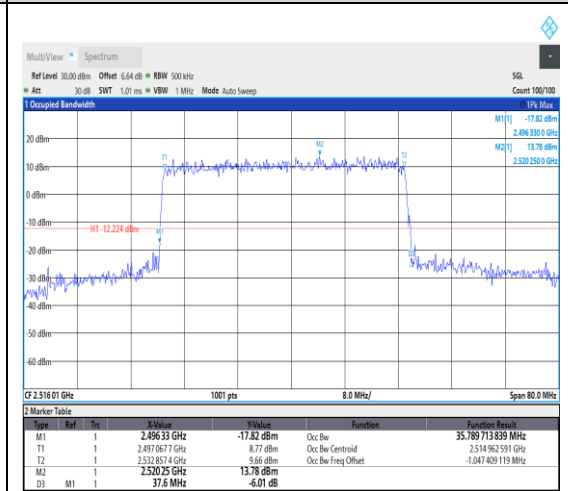 MultiView Spectrum
Ref Level 30.00 dBm Offset 6.64 dB RBW 500 kHz SGL
Att 30 dB SWT 1.01 ms VBW 1 MHz Mode Auto Sweep Count 100/100
1 Occupied Bandwidth 1Pk Max
M1[1] -17.82 dBm
2.496 330 0 GHz
M2[1] 13.78 dBm
2.520 250 0 GHz
20 dBm
M2
T1
T2
10 dBm
0 dBm
-10 dBm
H1 -12.224 dBm
M1
-20 dBm
D3
-30 dBm
-40 dBm
-50 dBm
-60 dBm
CF 2.516 01 GHz 1001 pts 8.0 MHz/ Span 80.0 MHz
2 Marker Table
Type Ref Trc X-Value Y-Value Function Function Result
M1 1 2.496 33 GHz -17.82 dBm Occ Bw 35.789 713 839 MHz
T1 1 2.497 067 7 GHz 8.77 dBm Occ Bw Centroid 2.514 962 591 GHz
T2 1 2.532 857 4 GHz 9.66 dBm Occ Bw Freq Offset -1.047 409 119 MHz
M2 1 2.520 25 GHz 13.78 dBm
D3 M1 1 37.6 MHz -6.01 dB